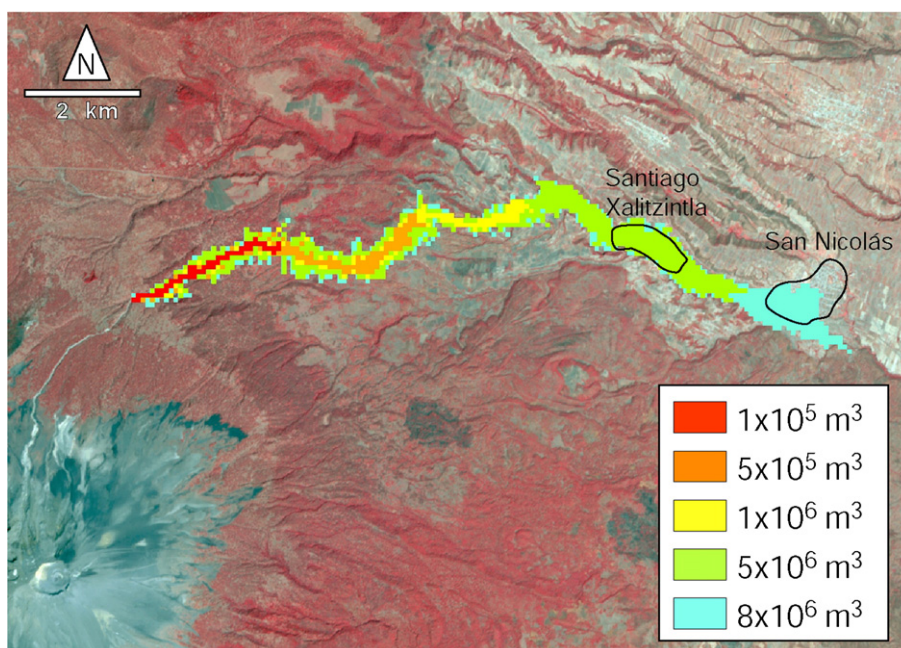 N
2 km
Santiago
Xalitzintla
San Nicolás
1x10⁵ m³
5x10⁵ m³
1x10⁶ m³
5x10⁶ m³
8x10⁶ m³